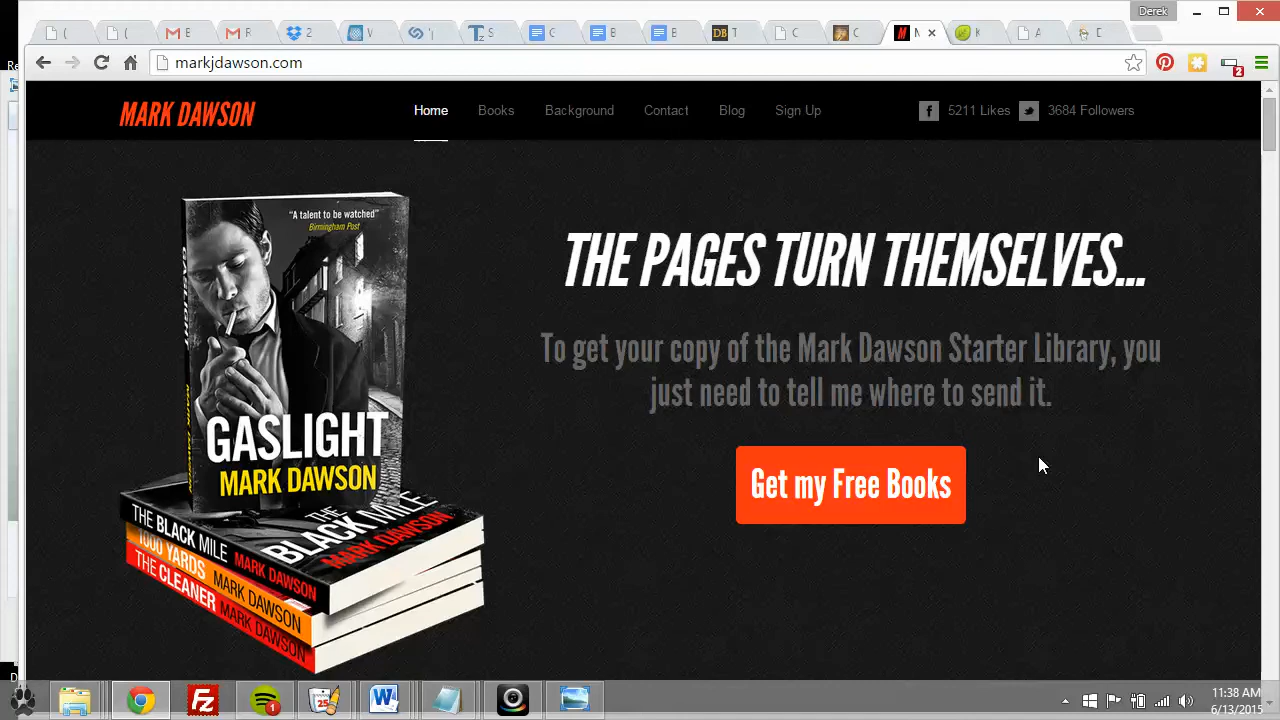 Derek
markjdawson.com
2
MARK DAWSON
Home
Books
Background
Contact
Blog
Sign Up
5211 Likes
3684 Followers
"A talent to be watched"
Birmingham Post
GASLIGHT
MARK DAWSON
THE BLACK MILE MARK DAWSON
THE BLACK MILE
MARK DAWSON
1000 YARDS MARK DAWSON
THE CLEANER MARK DAWSON
THE PAGES TURN THEMSELVES...
To get your copy of the Mark Dawson Starter Library, you
just need to tell me where to send it.
Get my Free Books
Fz
1
25
W
11:38 AM
6/13/2015